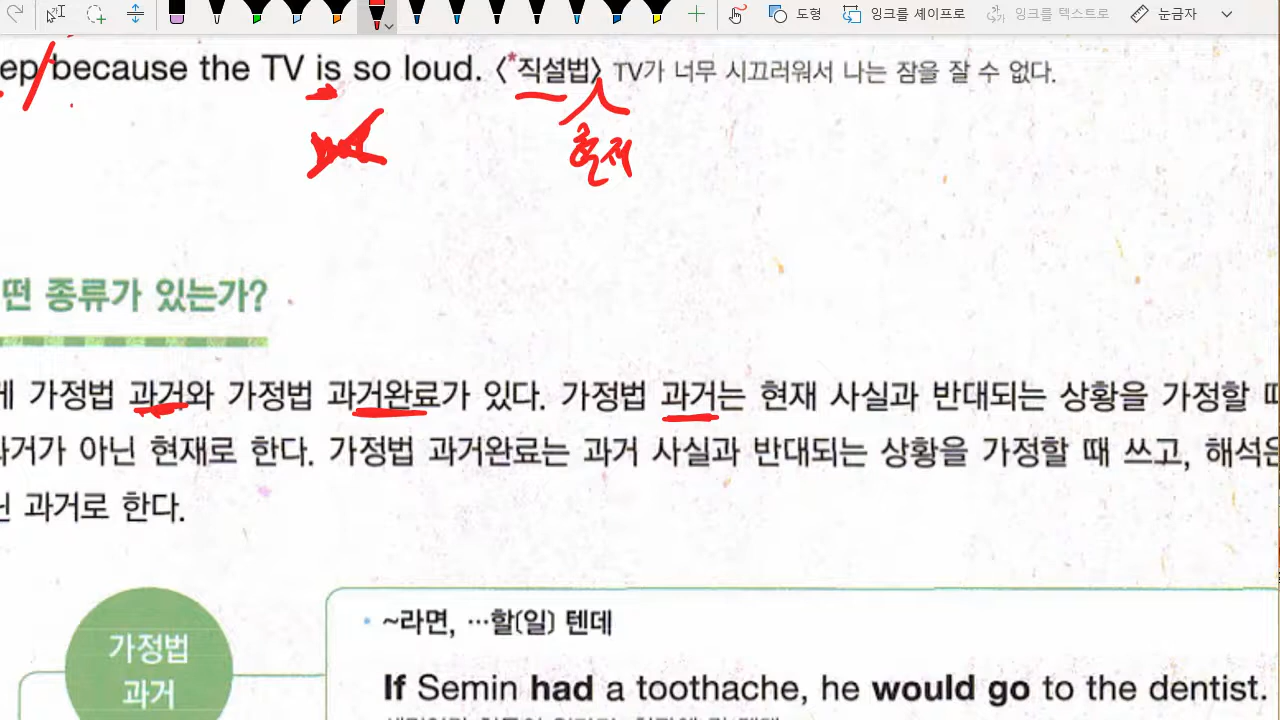 도형 잉크를 셰이프로 잉크를 텍스트로 눈금자
ep because the TV is so loud. 〈*직설법〉 TV가 너무 시끄러워서 나는 잠을 잘 수 없다.
떤 종류가 있는가?
가정법 과거와 가정법 과거완료가 있다. 가정법 과거는 현재 사실과 반대되는 상황을 가정할
과거가 아닌 현재로 한다. 가정법 과거완료는 과거 사실과 반대되는 상황을 가정할 때 쓰고, 해석은
과거로 한다.
가정법
과거
• ~라면, …할(일) 텐데
If Semin had a toothache, he would go to the dentist.